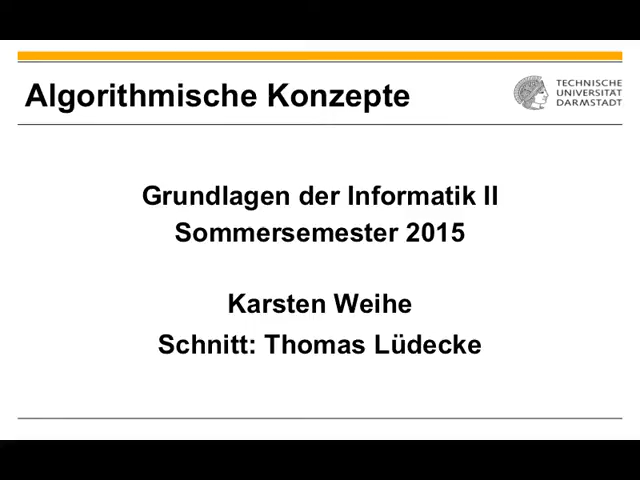 Algorithmische Konzepte
TECHNISCHE
UNIVERSITÄT
DARMSTADT
Grundlagen der Informatik II
Sommersemester 2015
Karsten Weihe
Schnitt: Thomas Lüdecke